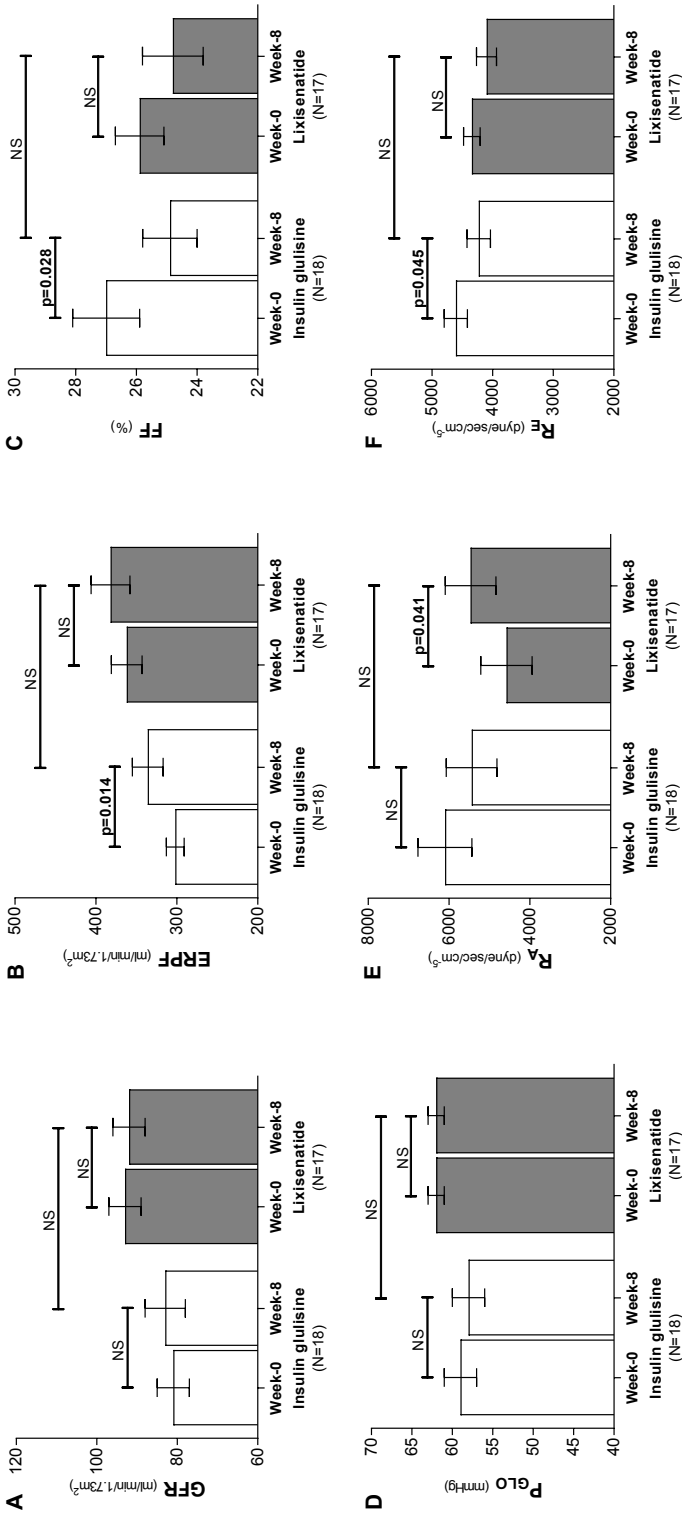 A
GFR (ml/min/1.73m²)
120
100
80
60
NS
NS
NS
Week-0 Week-8 Week-0 Week-8
Insulin glulisine Lixisenatide
(N=18) (N=17)
B
ERPF (ml/min/1.73m²)
500
400
300
200
NS
p=0.014
NS
Week-0 Week-8 Week-0 Week-8
Insulin glulisine Lixisenatide
(N=18) (N=17)
C
FF (%)
30
28
26
24
22
NS
p=0.028
NS
Week-0 Week-8 Week-0 Week-8
Insulin glulisine Lixisenatide
(N=18) (N=17)
D
PGLO (mmHg)
70
65
60
55
50
45
40
NS
NS
NS
Week-0 Week-8 Week-0 Week-8
Insulin glulisine Lixisenatide
(N=18) (N=17)
E
RA (dyne/sec/cm⁻⁵)
8000
6000
4000
2000
NS
NS
p=0.041
Week-0 Week-8 Week-0 Week-8
Insulin glulisine Lixisenatide
(N=18) (N=17)
F
RE (dyne/sec/cm⁻⁵)
6000
5000
4000
3000
2000
NS
p=0.045
NS
Week-0 Week-8 Week-0 Week-8
Insulin glulisine Lixisenatide
(N=18) (N=17)